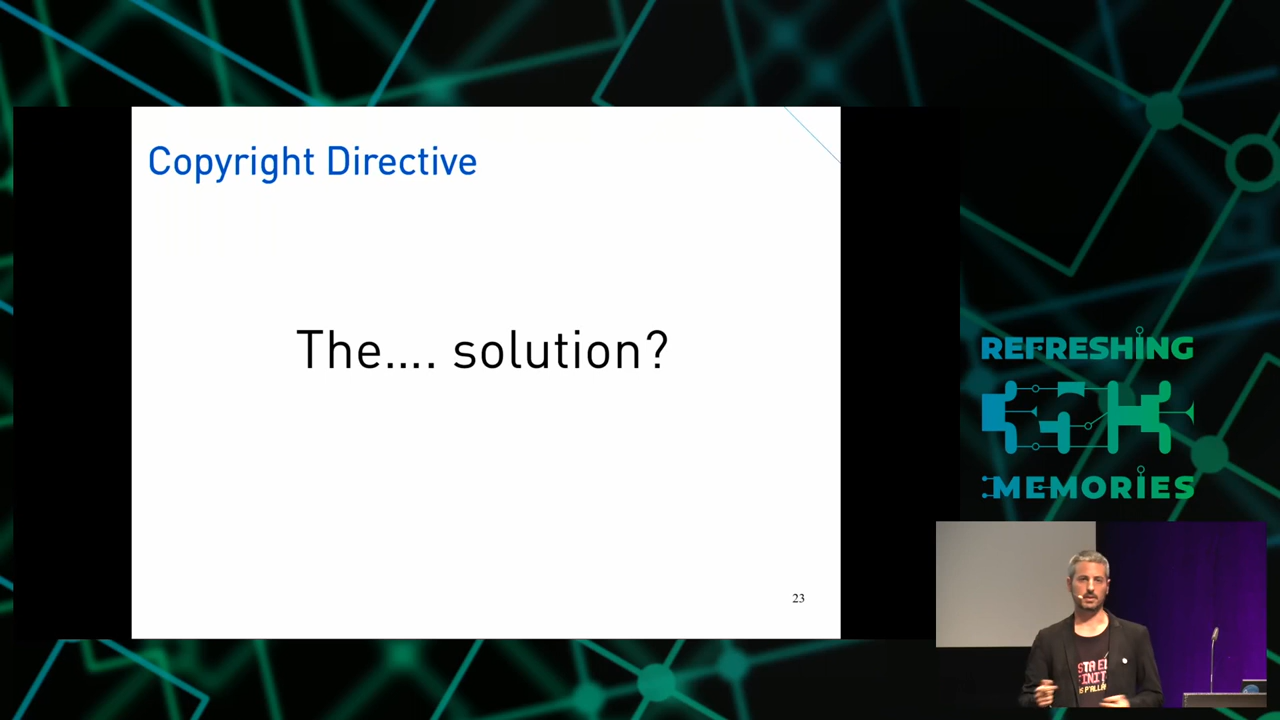 Copyright Directive
The.... solution?
23
REFRESHING
MEMORIES